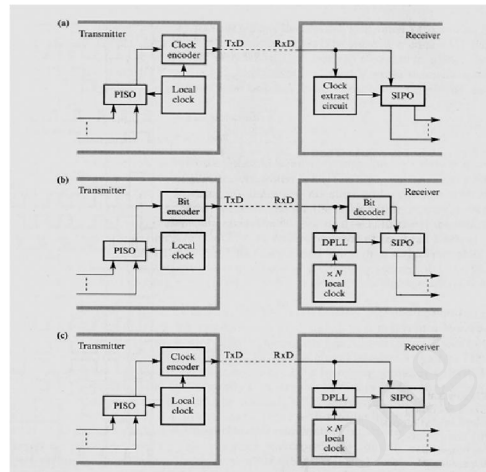 (a)
Transmitter
Clock encoder
TxD
RxD
Receiver
PISO
Local clock
Clock extract circuit
SIPO
(b)
Transmitter
Bit encoder
TxD
RxD
Receiver
Bit decoder
PISO
Local clock
DPLL
SIPO
× N local clock
(c)
Transmitter
Clock encoder
TxD
RxD
Receiver
PISO
Local clock
DPLL
SIPO
× N local clock